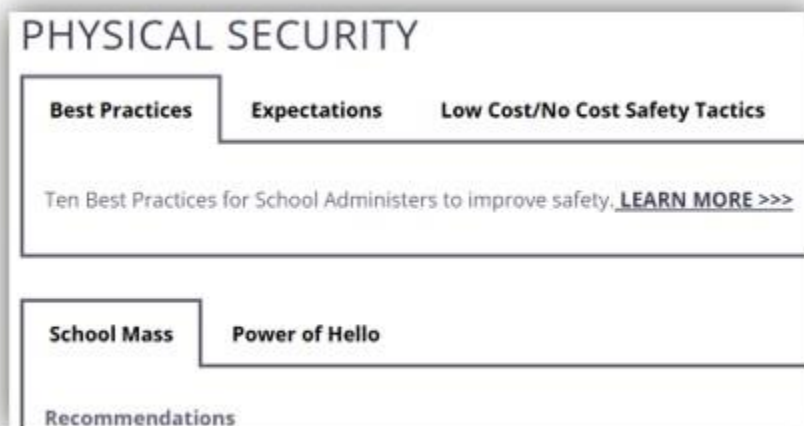 PHYSICAL SECURITY
Best Practices Expectations Low Cost/No Cost Safety Tactics
Ten Best Practices for School Administers to improve safety. LEARN MORE >>>
School Mass Power of Hello
Recommendations